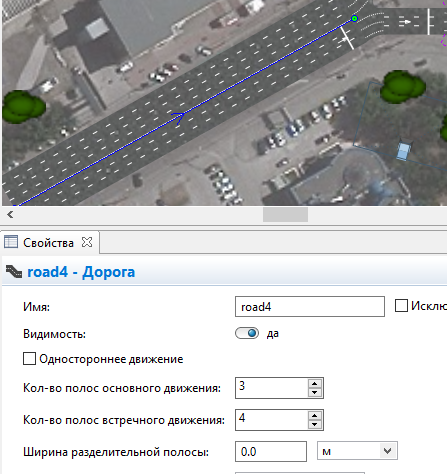 Свойства
road4 - Дорога
Имя:
road4
Исклю
Видимость:
да
Одностороннее движение
Кол-во полос основного движения:
3
Кол-во полос встречного движения:
4
Ширина разделительной полосы:
0.0
м